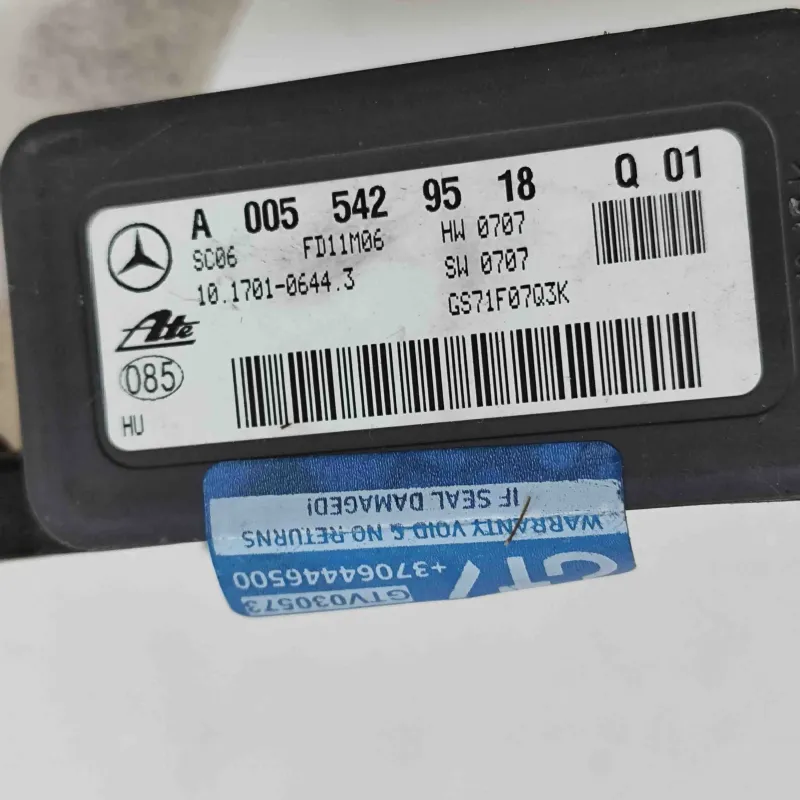 A 005 542 95 18 Q 01
SC06 FD11M06 HW 0707
10.1701-0644.3 SW 0707
GS71F07Q3K
Ate
085
HU
IF SEAL DAMAGED!
WARRANTY VOID & NO RETURNS
+37064446500
GTV030573